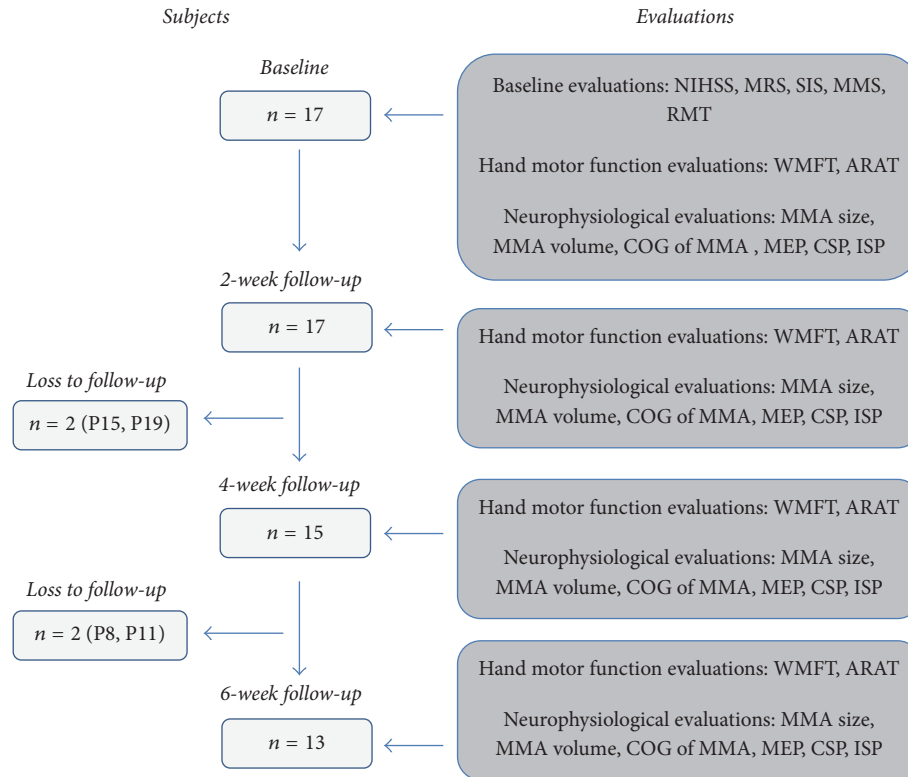 Subjects
Evaluations
Baseline
n = 17
Baseline evaluations: NIHSS, MRS, SIS, MMS,
RMT
Hand motor function evaluations: WMFT, ARAT
Neurophysiological evaluations: MMA size,
MMA volume, COG of MMA , MEP, CSP, ISP
2-week follow-up
n = 17
Hand motor function evaluations: WMFT, ARAT
Neurophysiological evaluations: MMA size,
MMA volume, COG of MMA, MEP, CSP, ISP
Loss to follow-up
n = 2 (P15, P19)
4-week follow-up
n = 15
Hand motor function evaluations: WMFT, ARAT
Neurophysiological evaluations: MMA size,
MMA volume, COG of MMA, MEP, CSP, ISP
Loss to follow-up
n = 2 (P8, P11)
6-week follow-up
n = 13
Hand motor function evaluations: WMFT, ARAT
Neurophysiological evaluations: MMA size,
MMA volume, COG of MMA, MEP, CSP, ISP